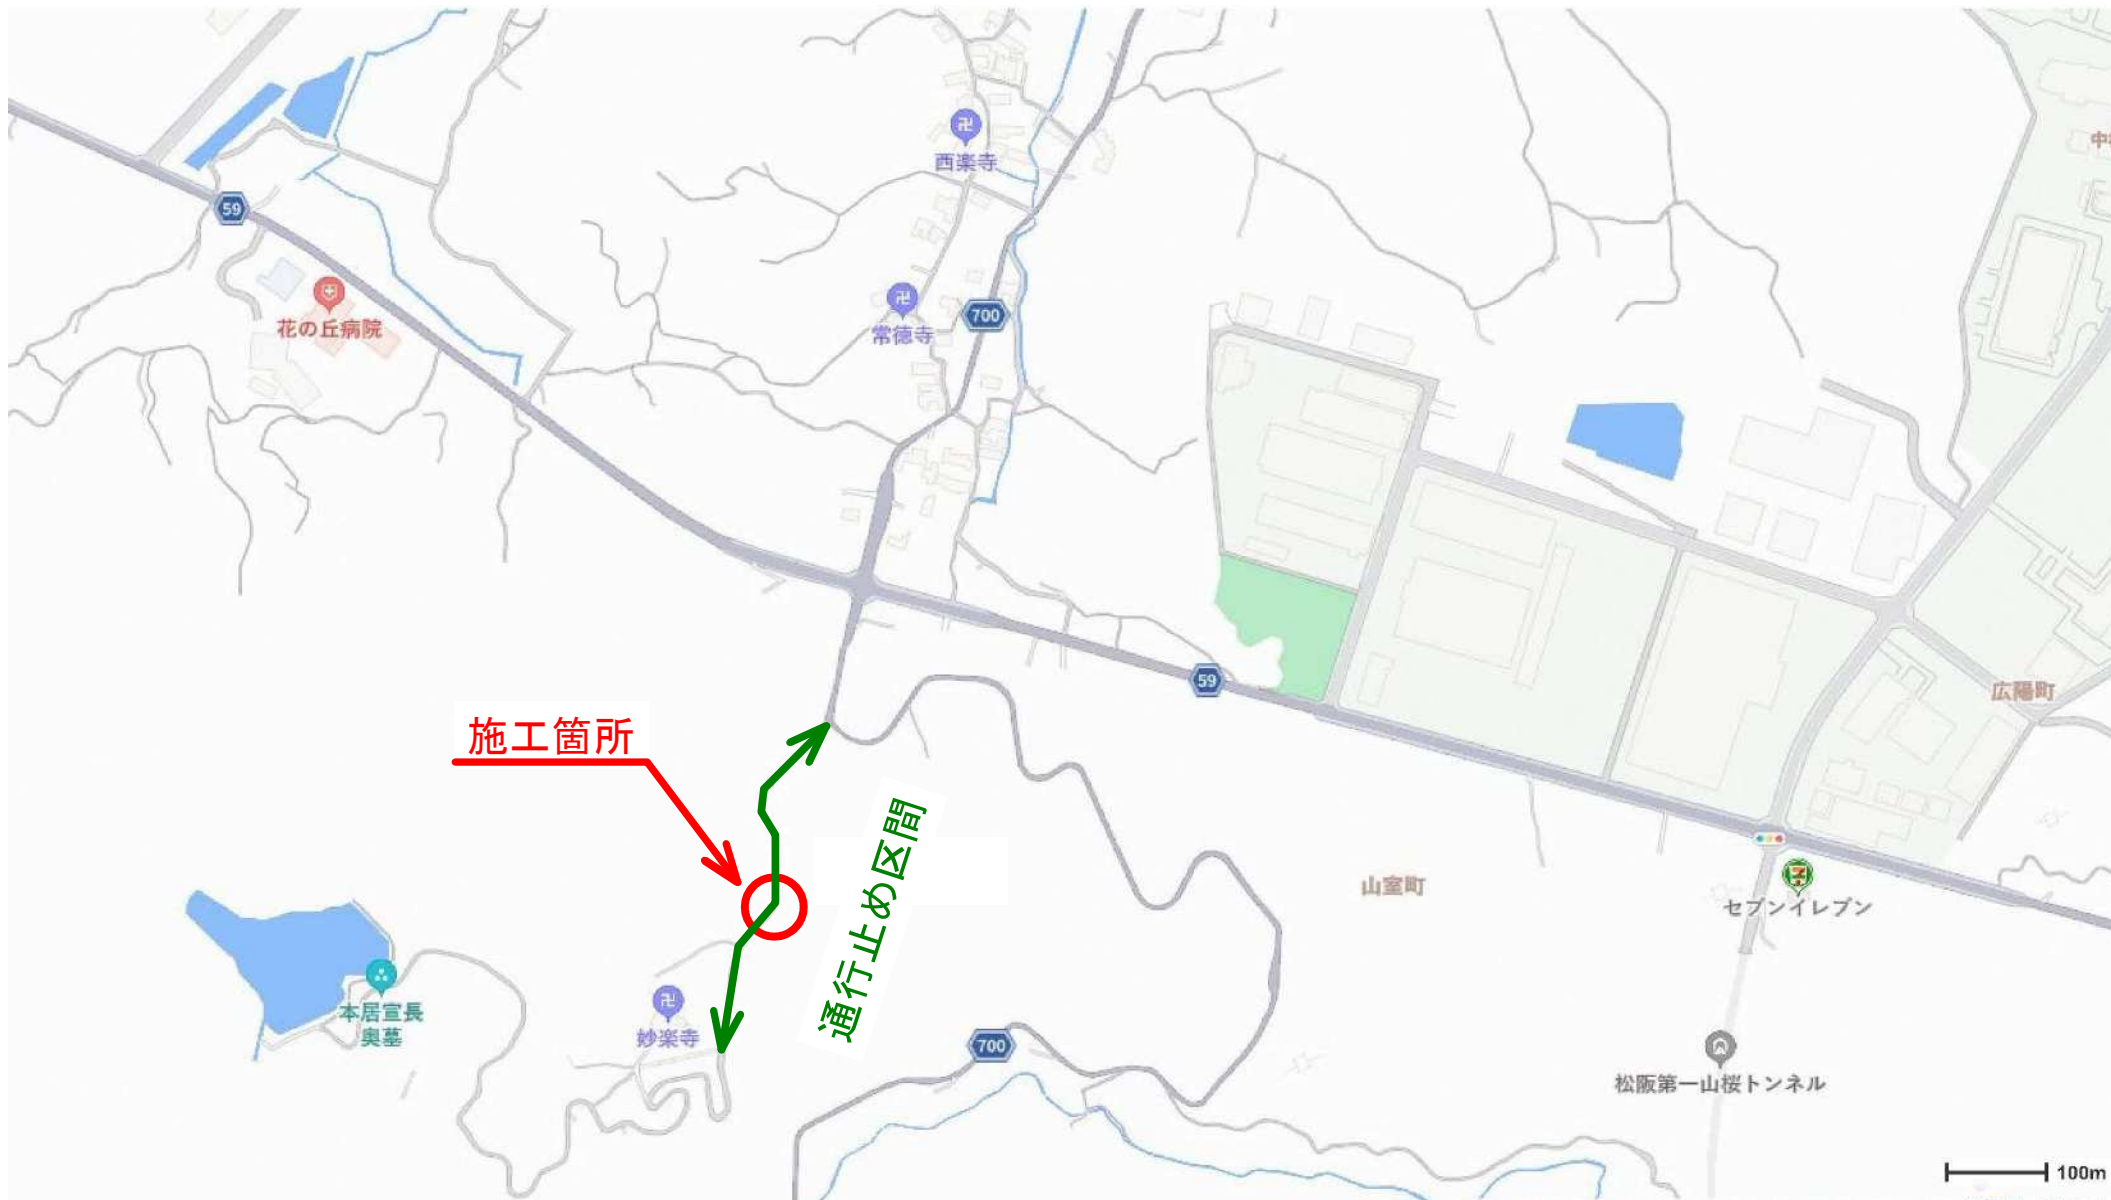 西楽寺
中
59
花の丘病院
常徳寺
700
59
広陽町
施工箇所
通行止め区間
山室町
セブンイレブン
本居宣長
奥墓
妙楽寺
700
松阪第一山桜トンネル
100m